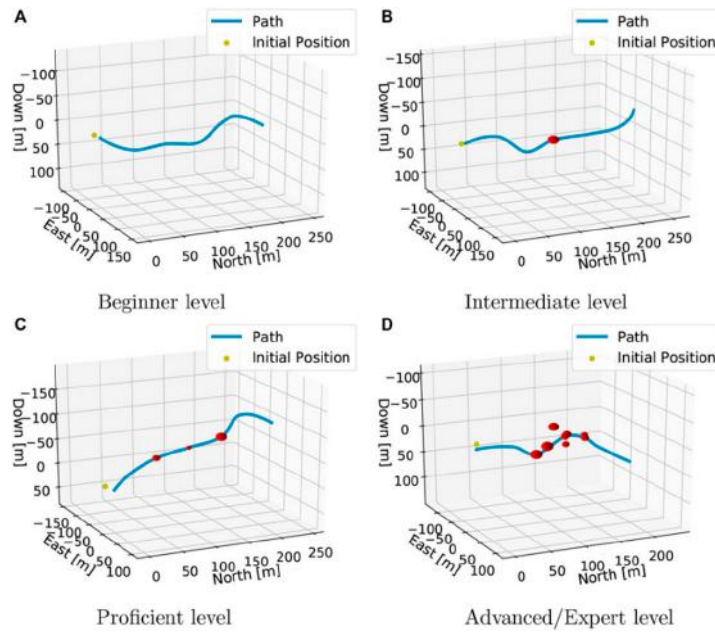 A
Path
Initial Position
Down [m]
−100
−50
0
50
100
East [m]
−100
−50
0
50
100
150
North [m]
0
50
100
150
200
250
Beginner level
B
Path
Initial Position
Down [m]
−150
−100
−50
0
50
100
East [m]
−100
−50
0
50
100
150
North [m]
0
50
100
150
200
250
Intermediate level
C
Path
Initial Position
Down [m]
−150
−100
−50
0
50
East [m]
−150
−100
−50
0
50
100
North [m]
0
50
100
150
200
250
Proficient level
D
Path
Initial Position
Down [m]
−100
−50
0
50
100
East [m]
−100
−50
0
50
100
150
North [m]
0
50
100
150
200
Advanced/Expert level